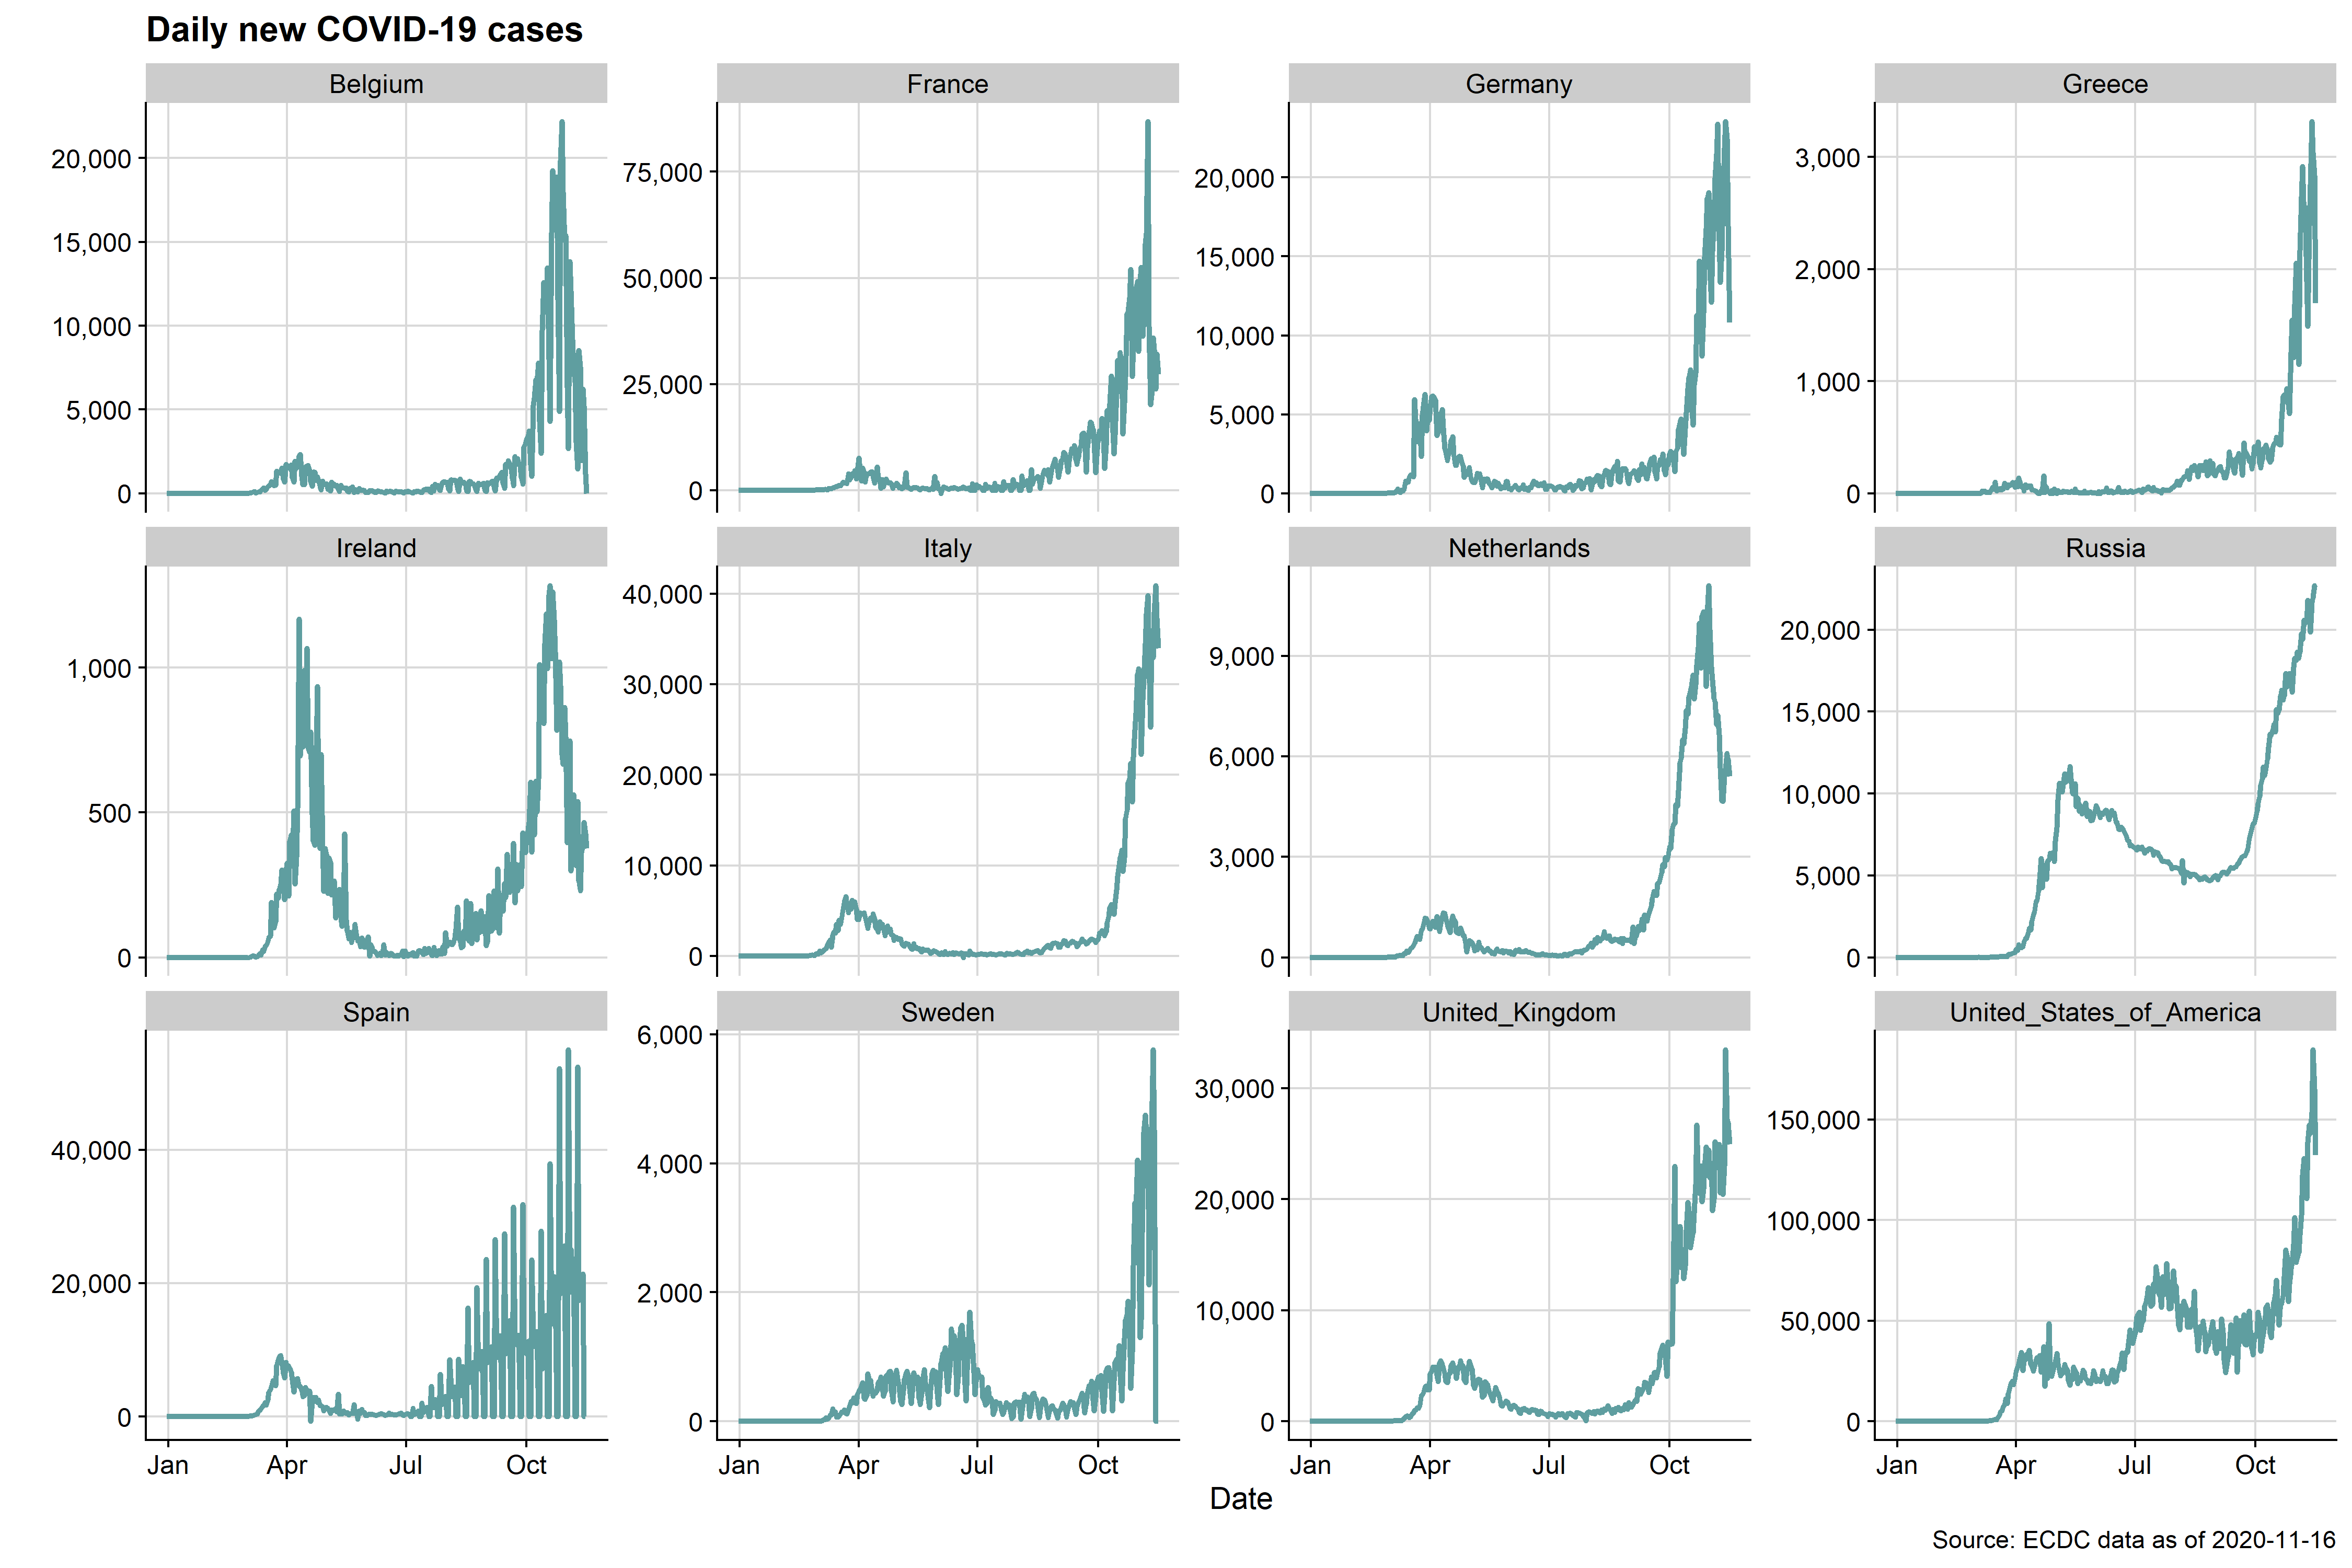 Daily new COVID-19 cases
Belgium
France
Germany
Greece
20,000
15,000
10,000
5,000
0
75,000
50,000
25,000
0
20,000
15,000
10,000
5,000
0
3,000
2,000
1,000
0
Ireland
Italy
Netherlands
Russia
1,000
500
0
40,000
30,000
20,000
10,000
0
9,000
6,000
3,000
0
20,000
15,000
10,000
5,000
0
Spain
Sweden
United_Kingdom
United_States_of_America
40,000
20,000
0
6,000
4,000
2,000
0
30,000
20,000
10,000
0
150,000
100,000
50,000
0
Jan Apr Jul Oct
Jan Apr Jul Oct
Jan Apr Jul Oct
Jan Apr Jul Oct
Date
Source: ECDC data as of 2020-11-16